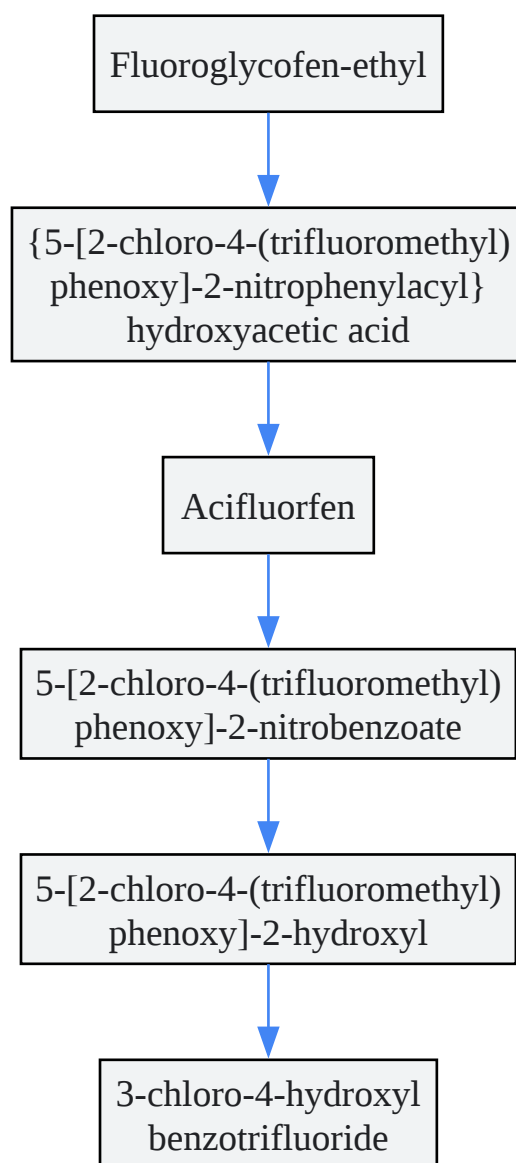 Fluoroglycofen-ethyl
{5-[2-chloro-4-(trifluoromethyl)
phenoxy]-2-nitrophenylacyl}
hydroxyacetic acid
Acifluorfen
5-[2-chloro-4-(trifluoromethyl)
phenoxy]-2-nitrobenzoate
5-[2-chloro-4-(trifluoromethyl)
phenoxy]-2-hydroxyl
3-chloro-4-hydroxyl
benzotrifluoride